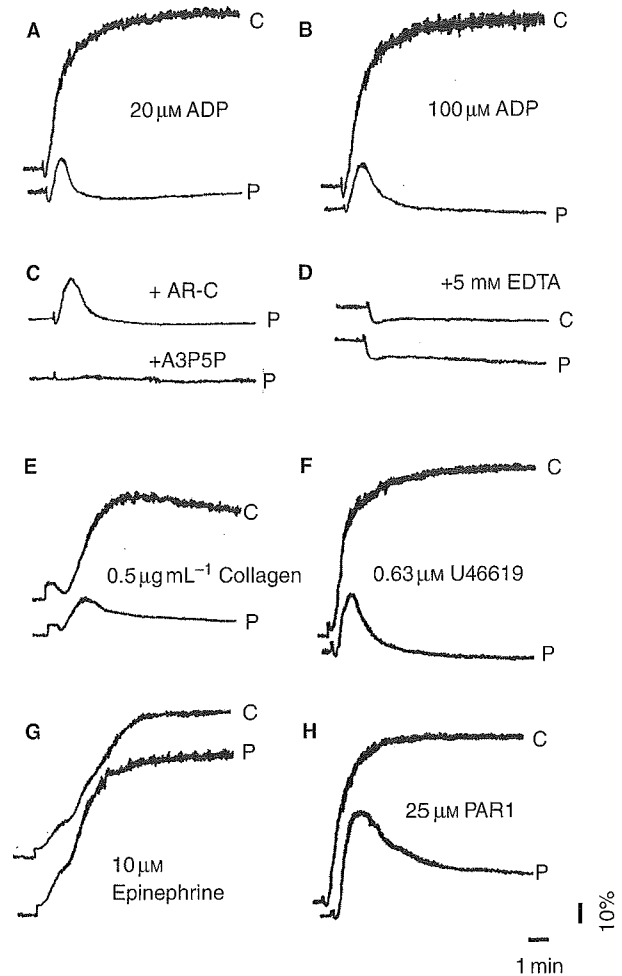 A
C
20 µM ADP
P
B
C
100 µM ADP
P
C
+ AR-C
P
+A3P5P
P
D
+5 mM EDTA
C
P
E
C
0.5 µg mL⁻¹ Collagen
P
F
C
0.63 µM U46619
P
G
C
P
10 µM
Epinephrine
H
C
25 µM PAR1
P
10%
1 min